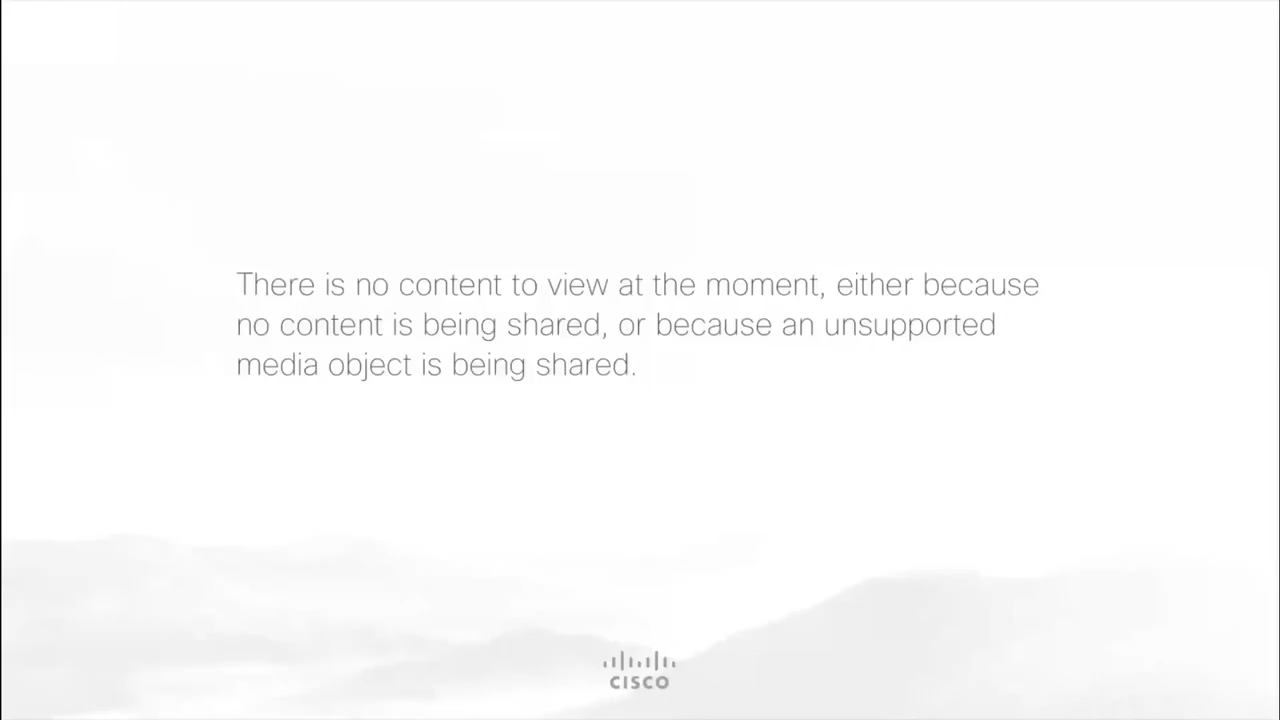 There is no content to view at the moment, either because
no content is being shared, or because an unsupported
media object is being shared.
CISCO